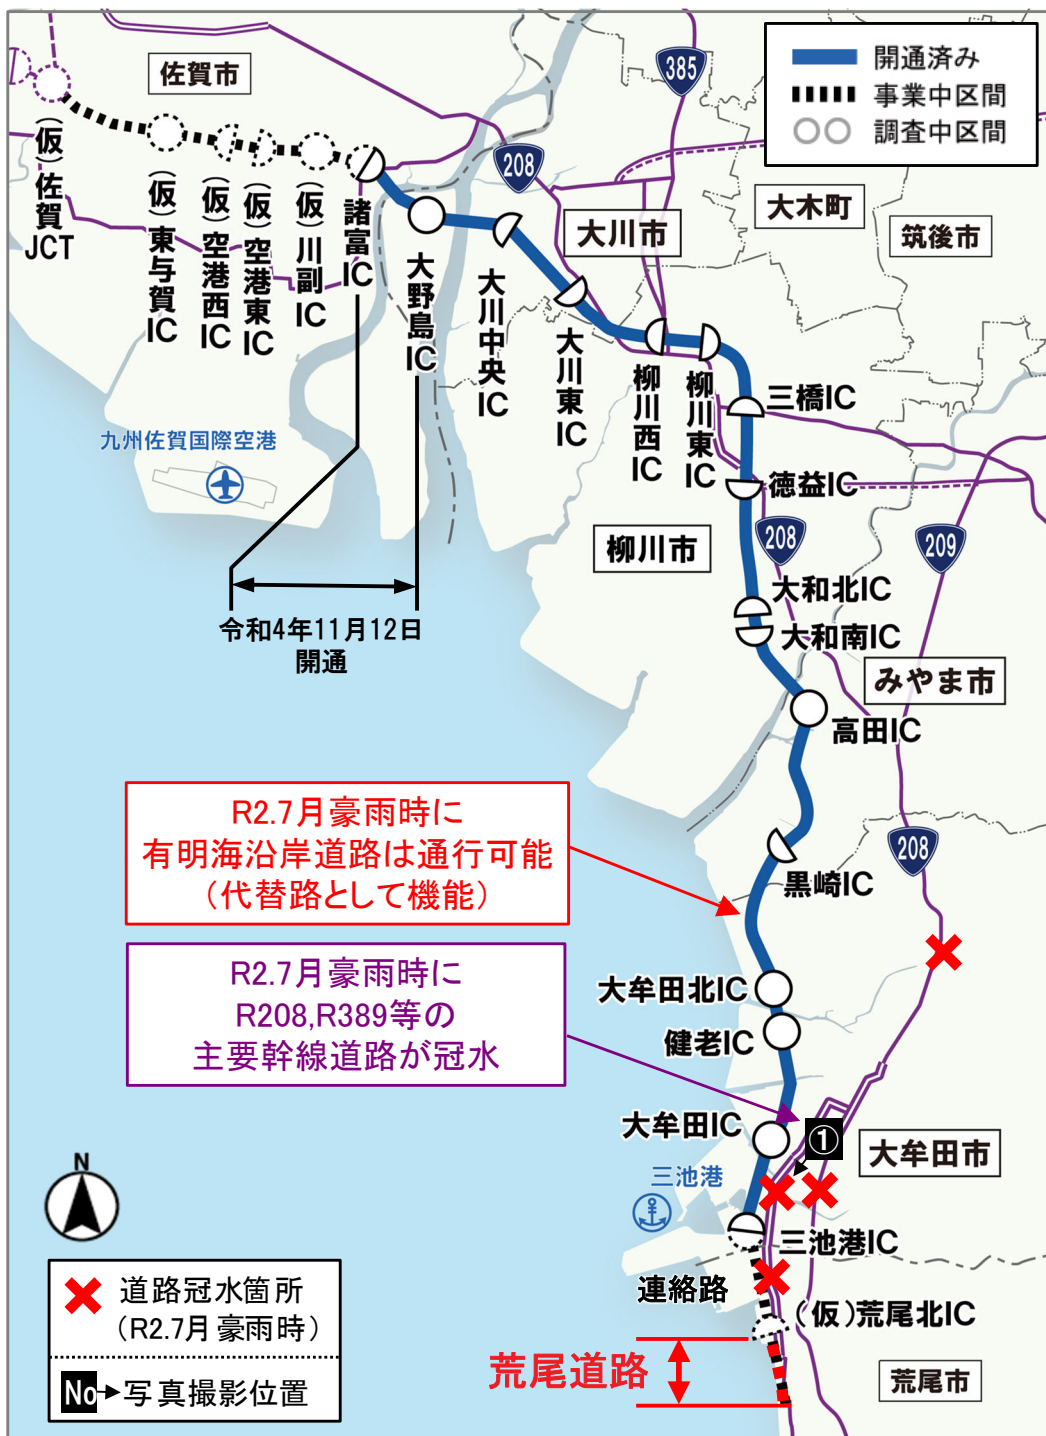 開通済み
事業中区間
調査中区間
佐賀市
385
208
大川市
大木町
筑後市
(仮)佐賀JCT
(仮)東与賀IC
(仮)空港西IC
(仮)空港東IC
(仮)川副IC
諸富IC
大野島IC
大川中央IC
大川東IC
柳川西IC
柳川東IC
三橋IC
徳益IC
九州佐賀国際空港
柳川市
208
209
大和北IC
大和南IC
令和4年11月12日
開通
みやま市
高田IC
R2.7月豪雨時に
有明海沿岸道路は通行可能
（代替路として機能）
208
黒崎IC
R2.7月豪雨時に
R208,R389等の
主要幹線道路が冠水
大牟田北IC
健老IC
大牟田IC
①
大牟田市
三池港
三池港IC
連絡路
(仮)荒尾北IC
荒尾道路
荒尾市
N
道路冠水箇所
(R2.7月豪雨時)
No
写真撮影位置